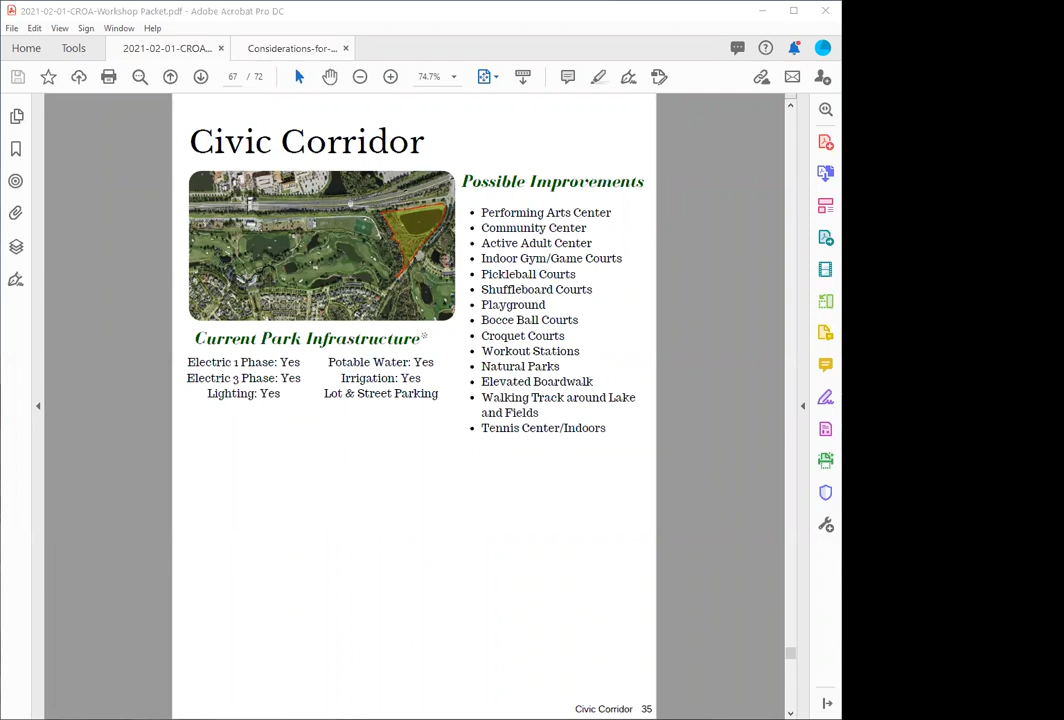 2021-02-01-CROA-Workshop Packet.pdf - Adobe Acrobat Pro DC
File Edit View Sign Window Help
Home Tools 2021-02-01-CROA... × Considerations-for-... ×
67 / 72 74.7%
Civic Corridor
Possible Improvements
• Performing Arts Center
• Community Center
• Active Adult Center
• Indoor Gym/Game Courts
• Pickleball Courts
• Shuffleboard Courts
• Playground
• Bocce Ball Courts
• Croquet Courts
• Workout Stations
• Natural Parks
• Elevated Boardwalk
• Walking Track around Lake
and Fields
• Tennis Center/Indoors
Current Park Infrastructure*
Electric 1 Phase: Yes Potable Water: Yes
Electric 3 Phase: Yes Irrigation: Yes
Lighting: Yes Lot & Street Parking
Civic Corridor 35